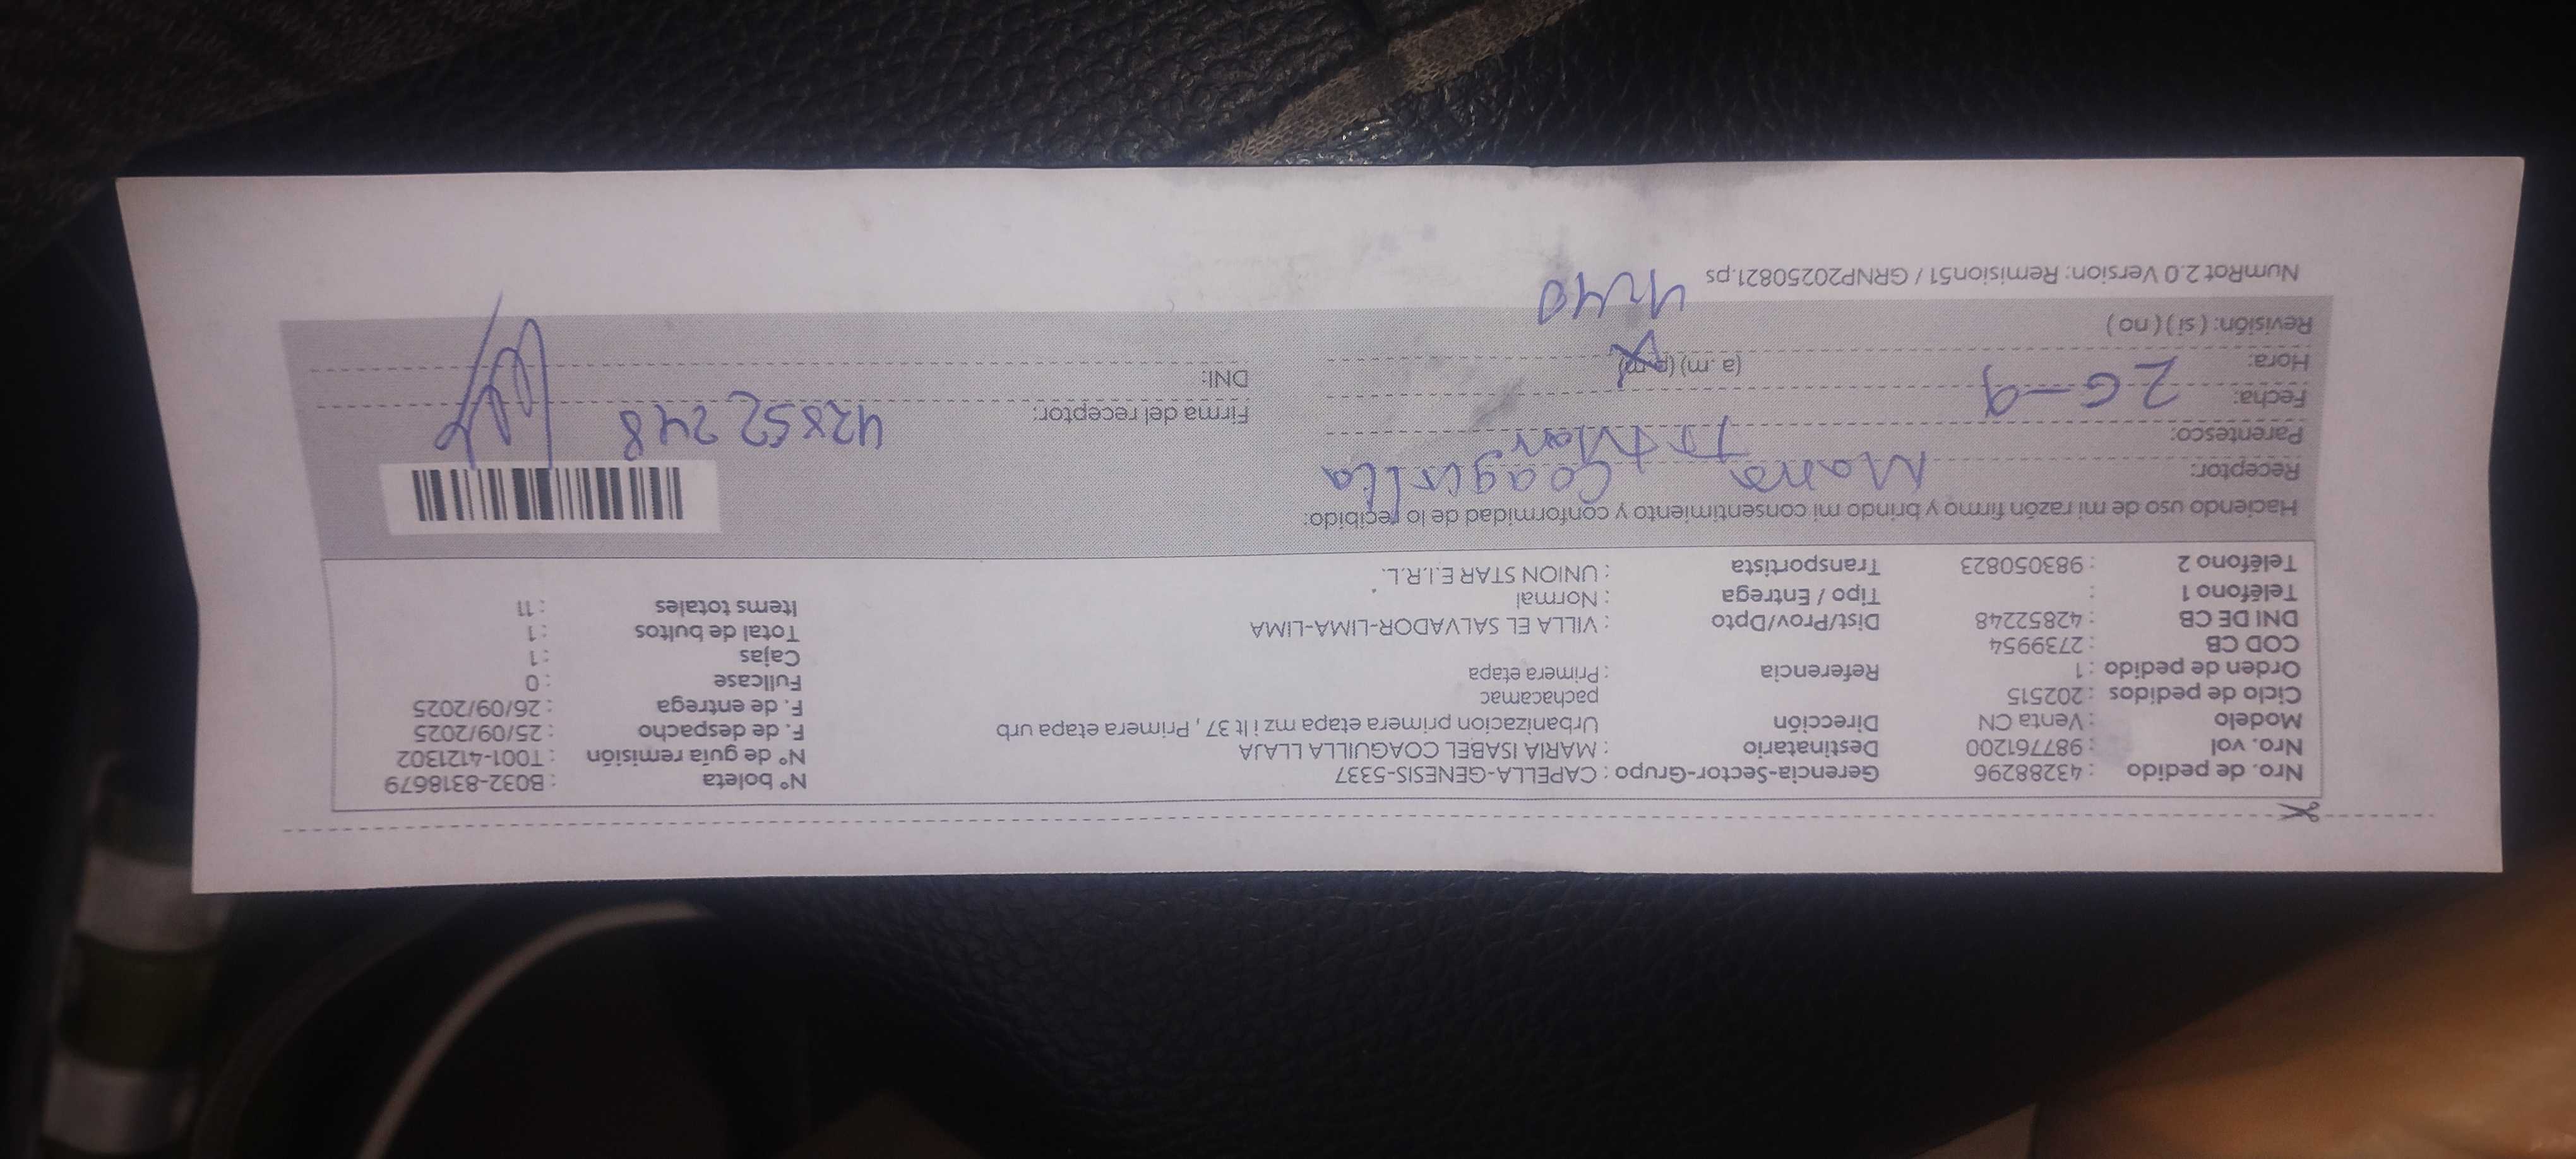 Nro. de pedido : 43288296 Gerencia-Sector-Grupo : CAPELLA-GENESIS-5337 N° boleta : B032-8318679
Nro. vol : 987761200 Destinatario : MARIA ISABEL COAGUILLA LLAJA N° de guía remisión : T001-4121302
Modelo : Venta CN Dirección Urbanizacion primera etapa mz i lt 37 , Primera etapa urb F. de despacho : 25/09/2025
Ciclo de pedidos : 202515 pachacamac F. de entrega : 26/09/2025
Orden de pedido : 1 Referencia : Primera etapa Fullcase : 0
COD CB : 2739954 Cajas : 1
DNI DE CB : 42852248 Dist/Prov/Dpto : VILLA EL SALVADOR-LIMA-LIMA Total de bultos : 1
Teléfono 1 : Tipo / Entrega : Normal Items totales : 11
Teléfono 2 : 983050823 Transportista : UNION STAR E.I.R.L.
Haciendo uso de mi razón firmo y brindo mi consentimiento y conformidad de lo recibido:
Receptor: Maria Coaguilla
Parentesco: Titular
Fecha: 26-9 Firma del receptor: 42852248
Hora: (a .m) (p.m) DNI:
Revisión: ( si ) ( no ) 4:40
NumRot 2.0 Version: Remision51 / GRNP20250821.ps